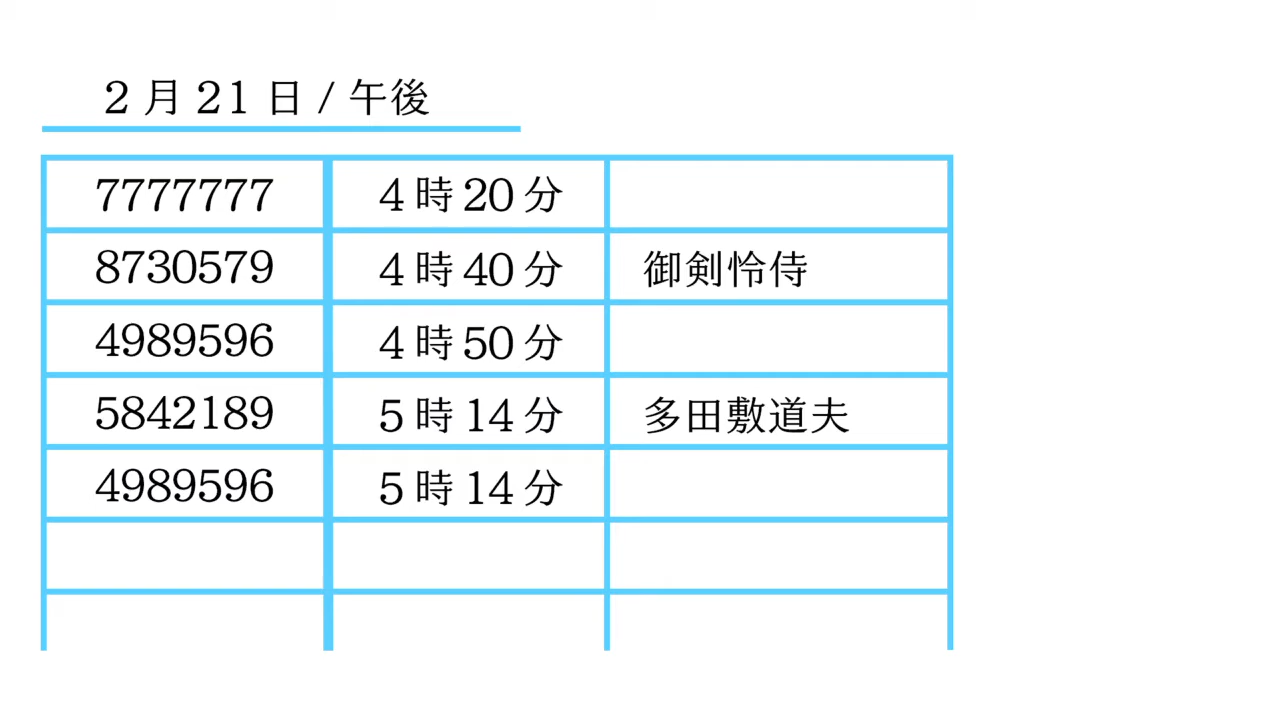 2月21日/午後
7777777 4時20分
8730579 4時40分 御剣怜侍
4989596 4時50分
5842189 5時14分 多田敷道夫
4989596 5時14分